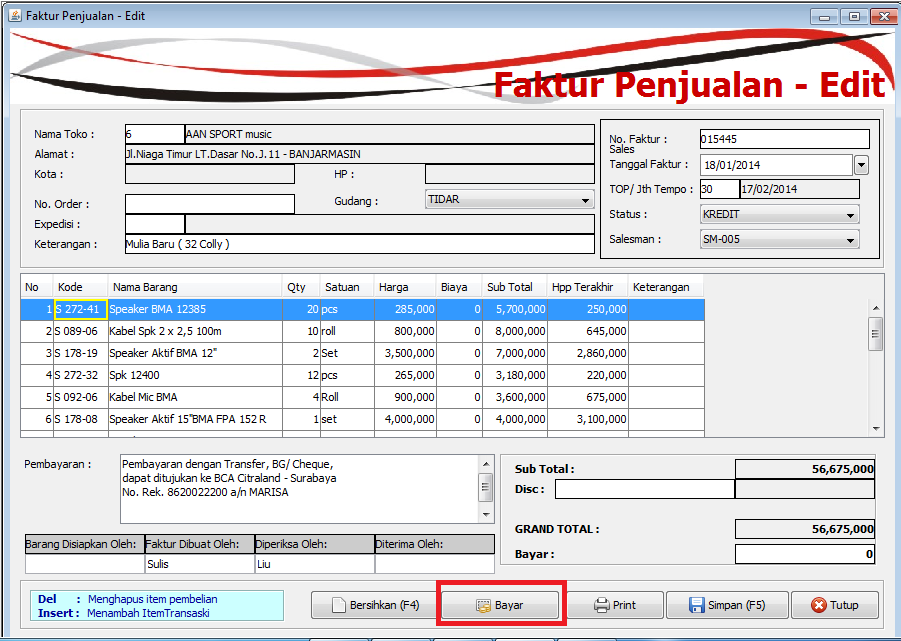 Faktur Penjualan - Edit
Faktur Penjualan - Edit
Nama Toko : 6 AAN SPORT music
Alamat : Jl.Niaga Timur LT.Dasar No.J.11 - BANJARMASIN
Kota : HP :
No. Order : Gudang : TIDAR
Expedisi :
Keterangan : Mulia Baru ( 32 Colly )
No. Faktur : 015445
Sales
Tanggal Faktur : 18/01/2014
TOP/ Jth Tempo : 30 17/02/2014
Status : KREDIT
Salesman : SM-005
No Kode Nama Barang Qty Satuan Harga Biaya Sub Total Hpp Terakhir Keterangan
1 S 272-41 Speaker BMA 12385 20 pcs 285,000 0 5,700,000 250,000
2 S 089-06 Kabel Spk 2 x 2,5 100m 10 roll 800,000 0 8,000,000 645,000
3 S 178-19 Speaker Aktif BMA 12" 2 Set 3,500,000 0 7,000,000 2,860,000
4 S 272-32 Spk 12400 12 pcs 265,000 0 3,180,000 220,000
5 S 092-06 Kabel Mic BMA 4 Roll 900,000 0 3,600,000 675,000
6 S 178-08 Speaker Aktif 15"BMA FPA 152 R 1 set 4,000,000 0 4,000,000 3,100,000
Pembayaran : Pembayaran dengan Transfer, BG/ Cheque,
dapat ditujukan ke BCA Citraland - Surabaya
No. Rek. 8620022200 a/n MARISA
Sub Total : 56,675,000
Disc :
GRAND TOTAL : 56,675,000
Bayar : 0
Barang Disiapkan Oleh: Faktur Dibuat Oleh: Diperiksa Oleh: Diterima Oleh:
Sulis Liu
Del : Menghapus item pembelian
Insert : Menambah ItemTransaski
Bersihkan (F4) Bayar Print Simpan (F5) Tutup